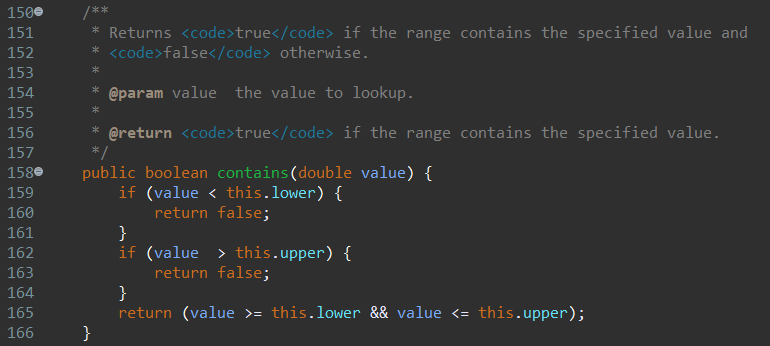 150 /**
151 * Returns <code>true</code> if the range contains the specified value and
152 * <code>false</code> otherwise.
153 *
154 * @param value  the value to lookup.
155 *
156 * @return <code>true</code> if the range contains the specified value.
157 */
158 public boolean contains(double value) {
159 if (value < this.lower) {
160 return false;
161 }
162 if (value  > this.upper) {
163 return false;
164 }
165 return (value >= this.lower && value <= this.upper);
166 }